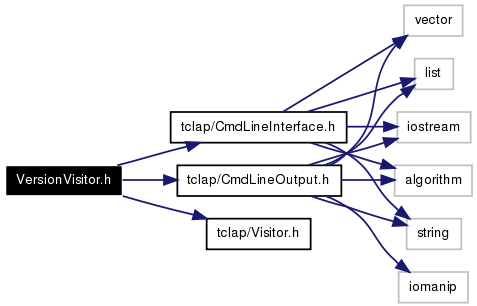 vector
list
tclap/CmdLineInterface.h
iostream
VersionVisitor.h
tclap/CmdLineOutput.h
algorithm
tclap/Visitor.h
string
iomanip